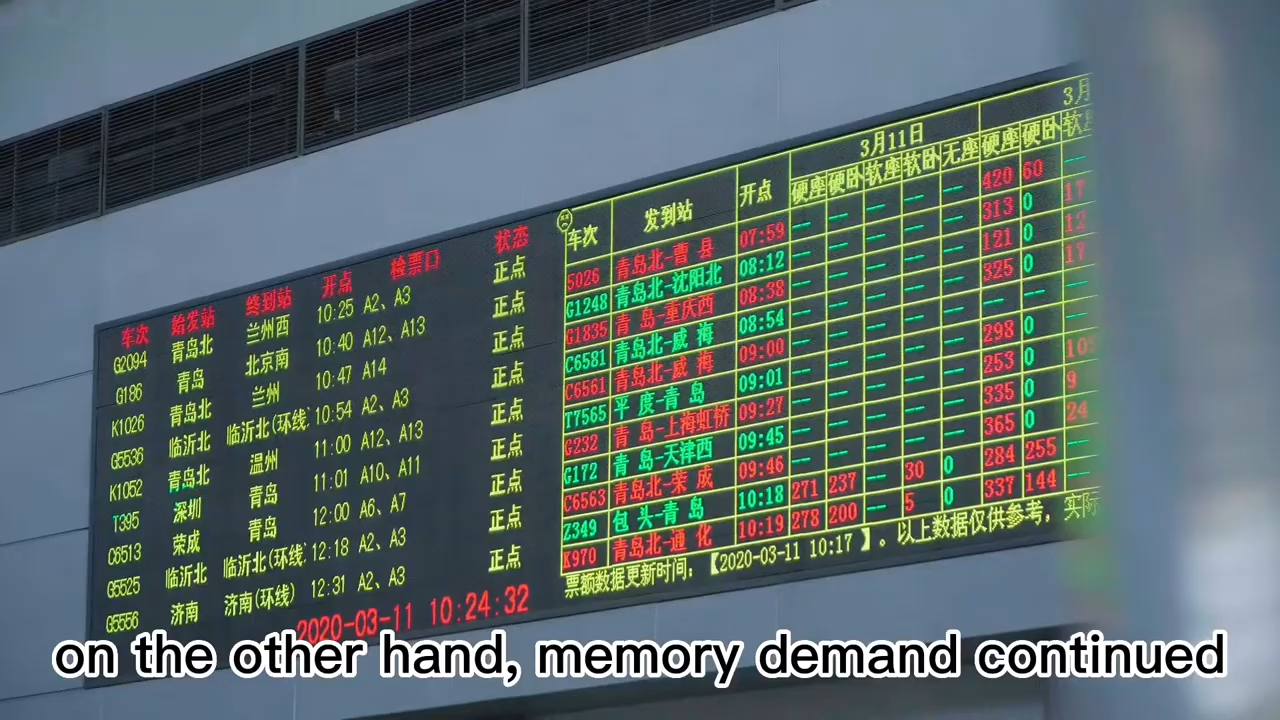 车次 始发站 终到站 开点 检票口 状态
G2094 青岛北 兰州西 10:25 A2、A3 正点
G186 青岛 北京南 10:40 A12、A13 正点
K1026 青岛北 兰州 10:47 A14 正点
G5536 临沂北 临沂北(环线 10:54 A2、A3 正点
K1052 青岛北 温州 11:00 A12、A13 正点
T395 深圳 青岛 11:01 A10、A11 正点
C6513 荣成 青岛 12:00 A6、A7 正点
G5525 临沂北 临沂北(环线 12:18 A2、A3 正点
G5556 济南 济南(环线) 12:31 A2、A3 正点
2020-03-11 10:24:32
3月11日 3月
车次 发到站 开点 硬座 硬卧 软座 软卧 无座 硬座 硬卧
5026 青岛北-曹 县 07:59 -- -- -- -- -- 420 60
G1248 青岛北-沈阳北 08:12 -- -- -- -- -- 313 0
G1835 青 岛-重庆西 08:38 -- -- -- -- -- 121 0
C6581 青岛北-威 海 08:54 -- -- -- -- -- 325 0
C6561 青岛北-威 海 09:00 -- -- -- -- -- -- --
T7565 平 度-青 岛 09:01 -- -- -- -- -- 298 0
G232 青 岛-上海虹桥 09:27 -- -- -- -- -- 253 0
G172 青 岛-天津西 09:45 -- -- -- -- -- 335 0
C6563 青岛北-荣 成 09:46 -- -- -- -- -- 365 0
Z349 包 头-青 岛 10:18 271 237 -- 30 0 284 255
K970 青岛北-通 化 10:19 278 200 -- 5 0 337 144
票额数据更新时间：【2020-03-11 10:17 】。以上数据仅供参考，实际
on the other hand, memory demand continued